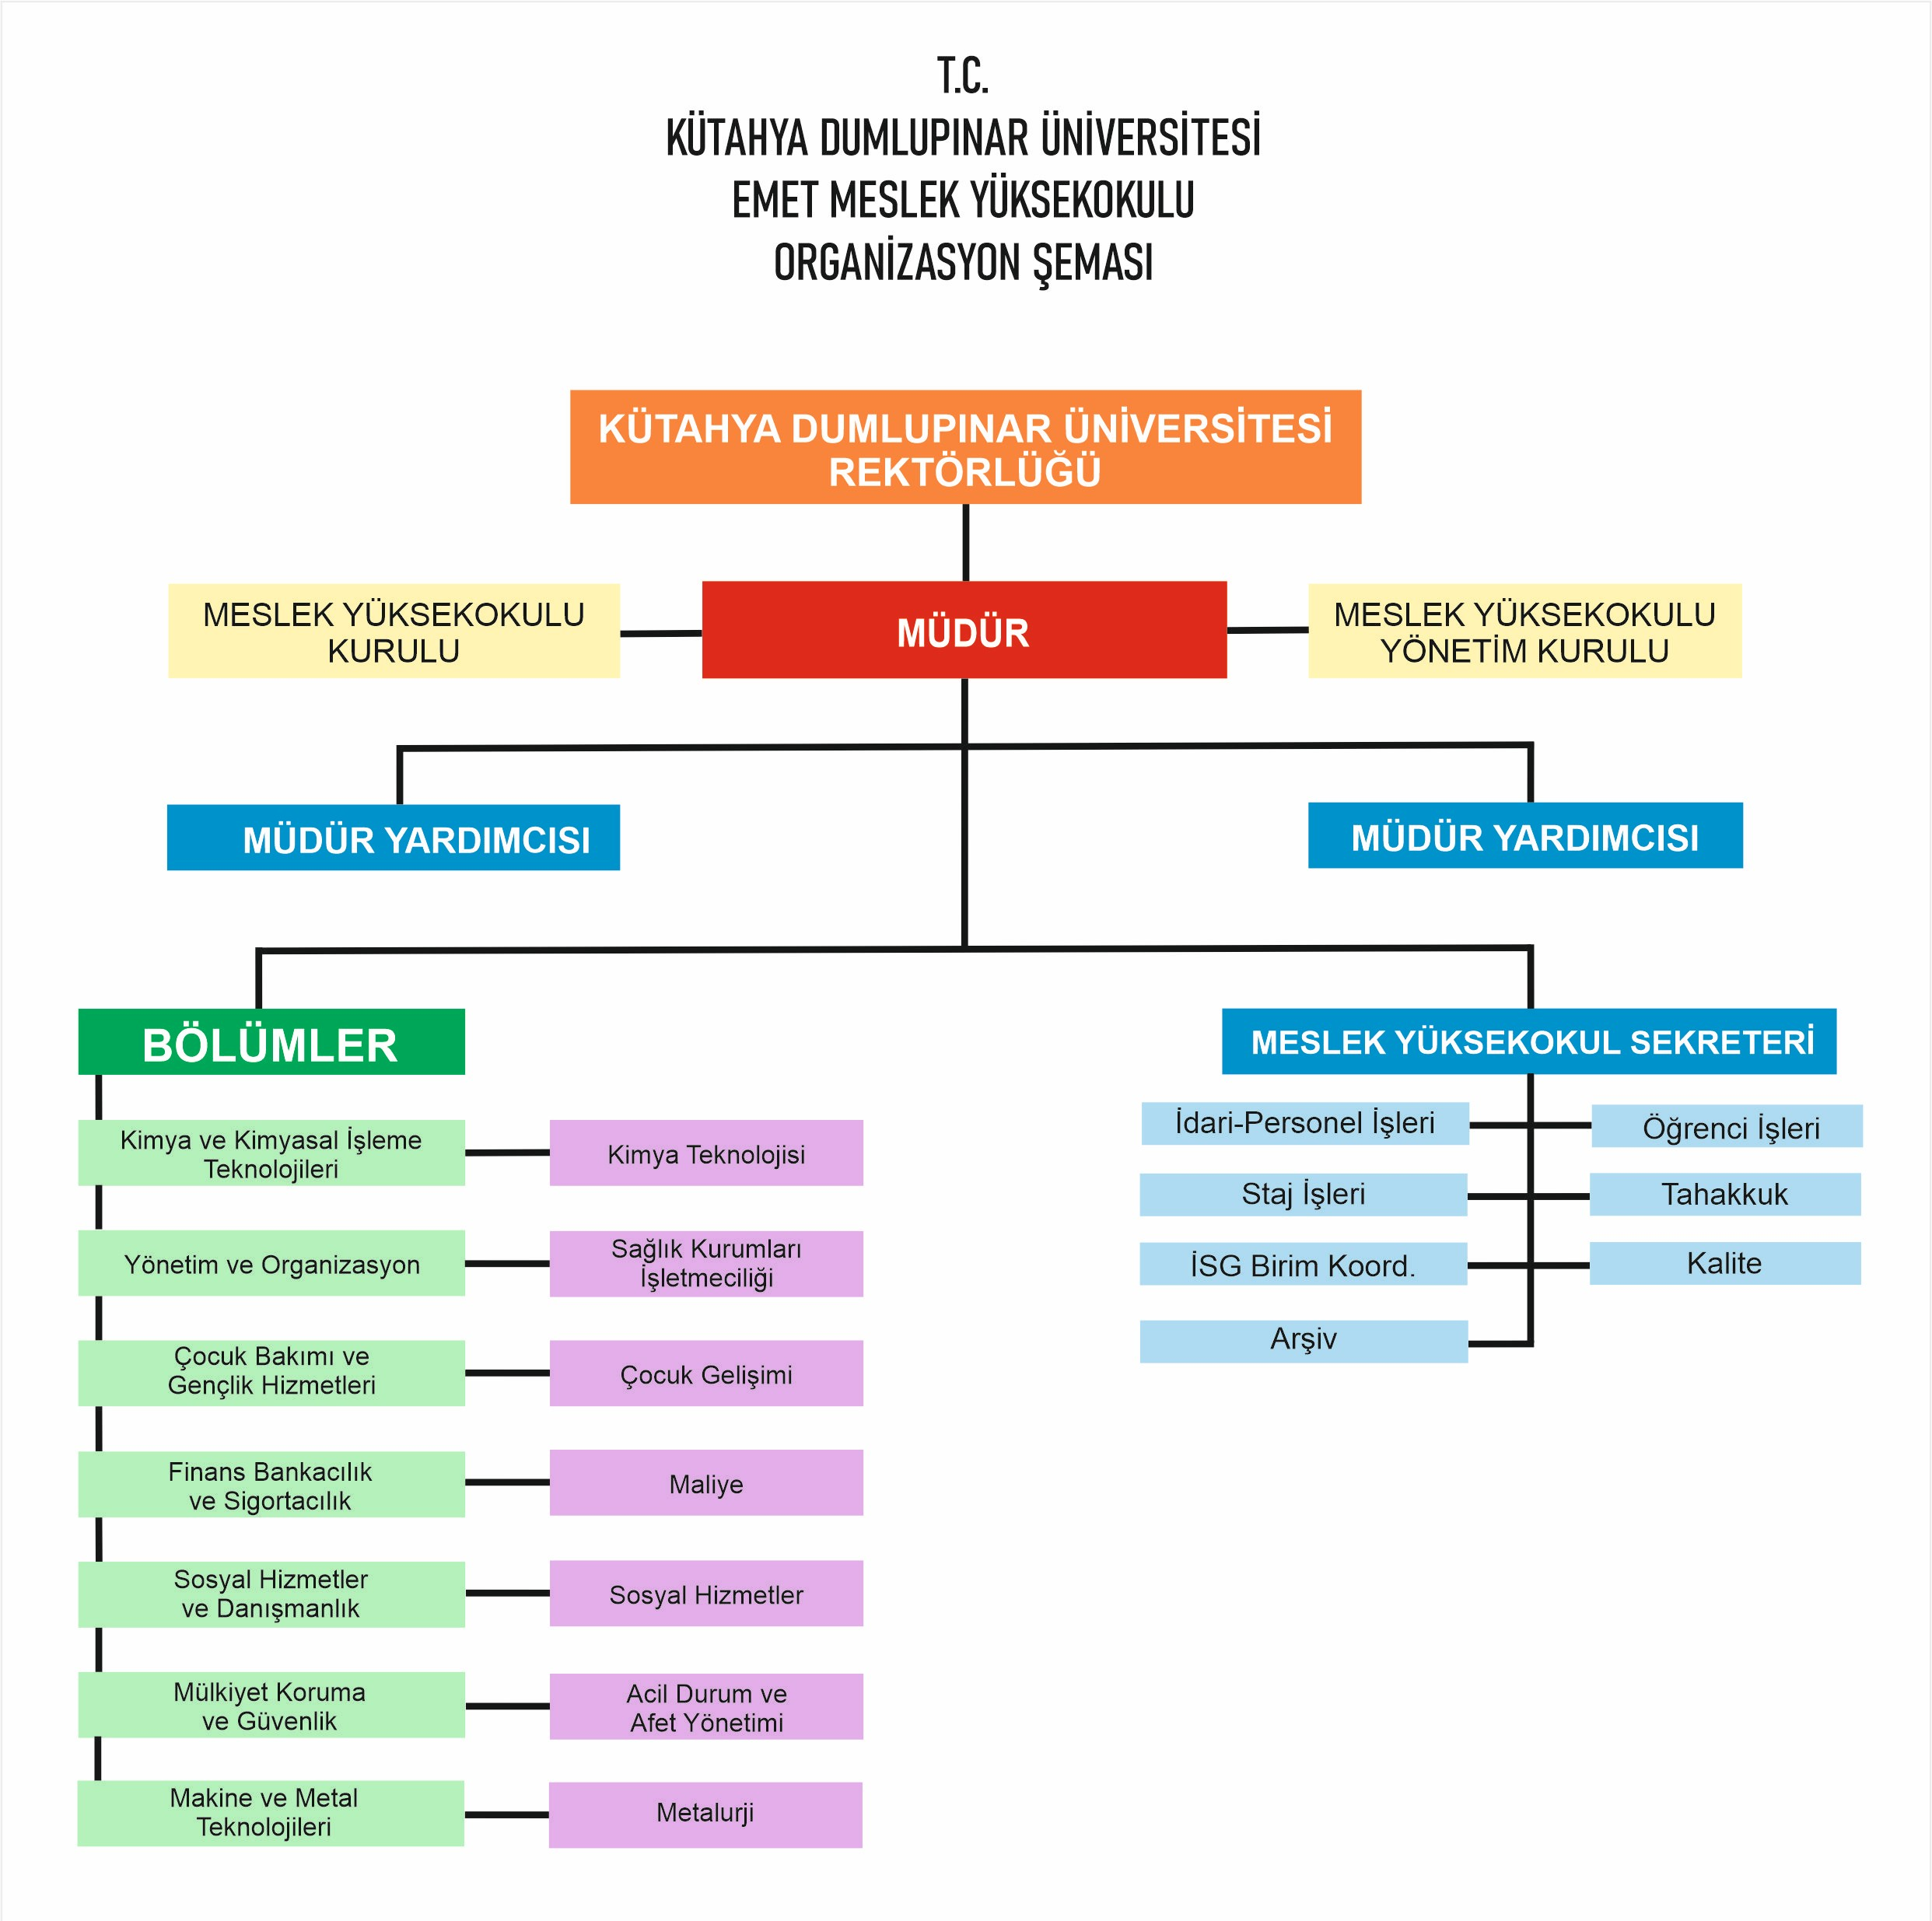 T.C.
KÜTAHYA DUMLUPINAR ÜNİVERSİTESİ
EMET MESLEK YÜKSEKOKULU
ORGANİZASYON ŞEMASI
KÜTAHYA DUMLUPINAR ÜNİVERSİTESİ
REKTÖRLÜĞÜ
MESLEK YÜKSEKOKULU
KURULU
MÜDÜR
MESLEK YÜKSEKOKULU
YÖNETİM KURULU
MÜDÜR YARDIMCISI
MÜDÜR YARDIMCISI
BÖLÜMLER
Kimya ve Kimyasal İşleme
Teknolojileri
Kimya Teknolojisi
Yönetim ve Organizasyon
Sağlık Kurumları
İşletmeciliği
Çocuk Bakımı ve
Gençlik Hizmetleri
Çocuk Gelişimi
Finans Bankacılık
ve Sigortacılık
Maliye
Sosyal Hizmetler
ve Danışmanlık
Sosyal Hizmetler
Mülkiyet Koruma
ve Güvenlik
Acil Durum ve
Afet Yönetimi
Makine ve Metal
Teknolojileri
Metalurji
MESLEK YÜKSEKOKUL SEKRETERİ
İdari-Personel İşleri
Öğrenci İşleri
Staj İşleri
Tahakkuk
İSG Birim Koord.
Kalite
Arşiv